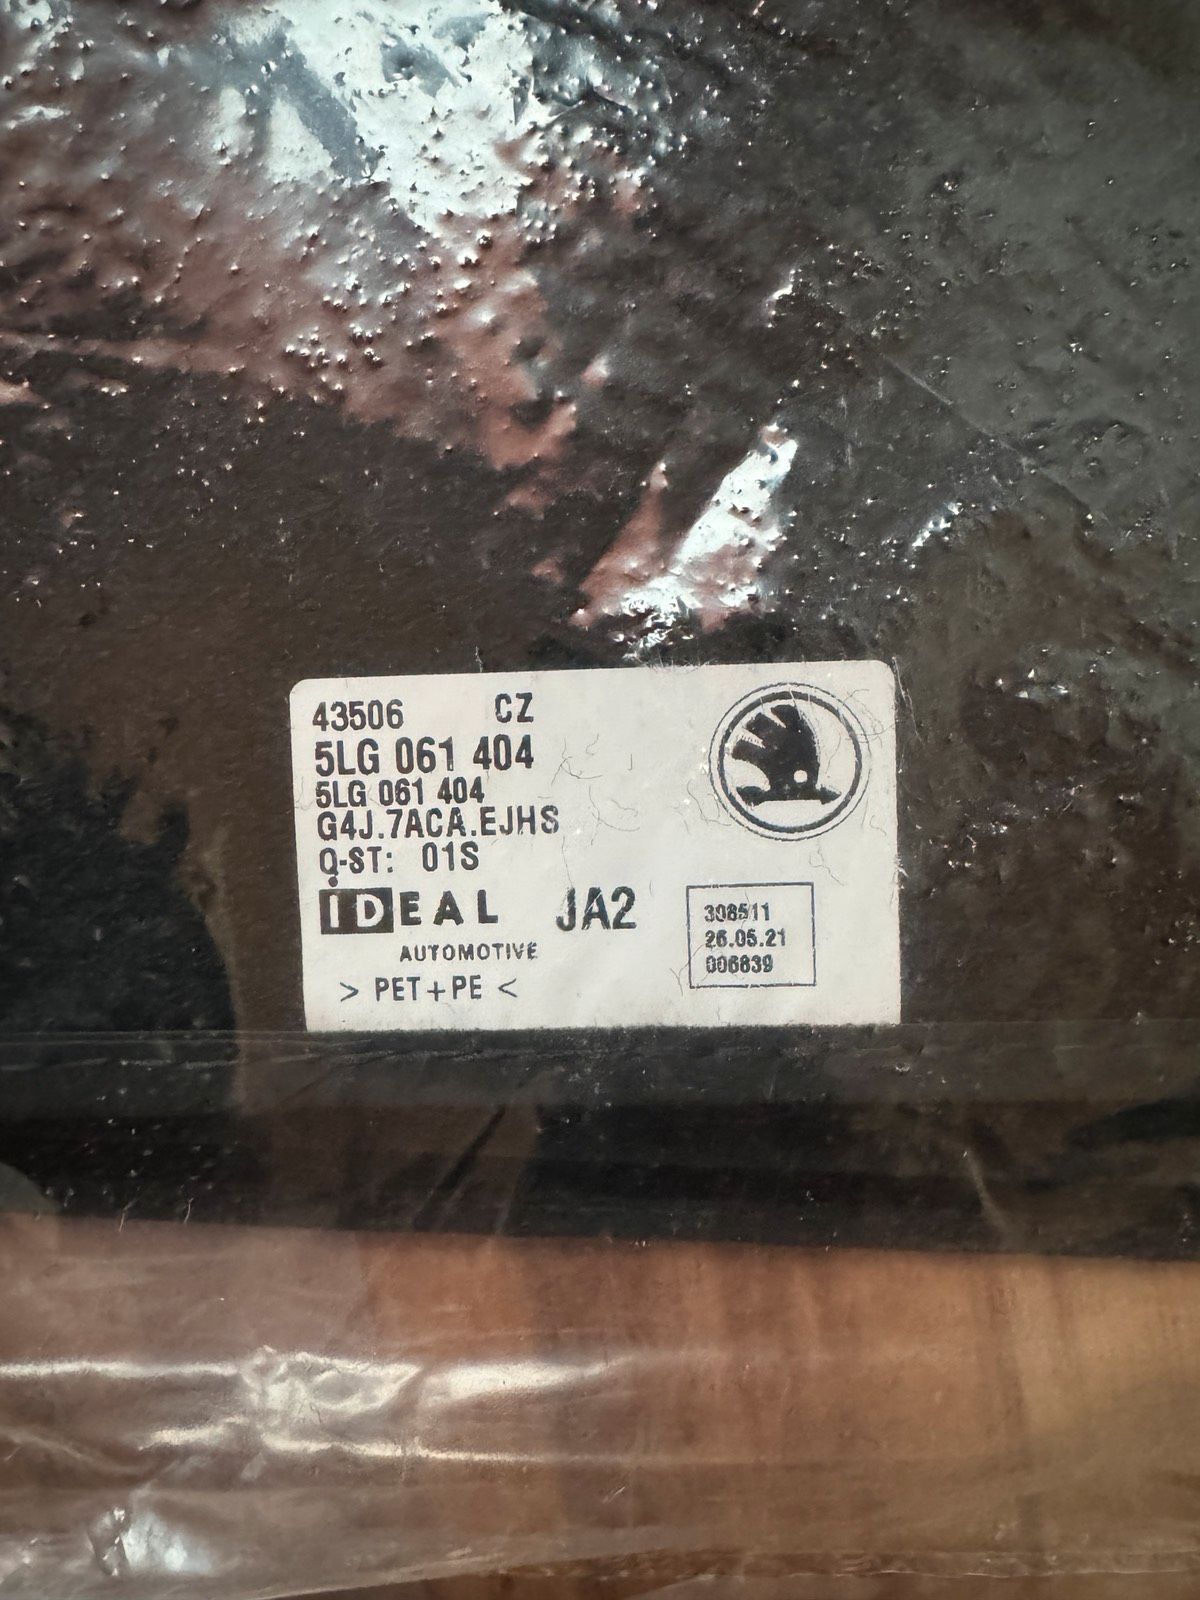 43506 CZ
5LG 061 404
5LG 061 404
G4J.7ACA.EJHS
Q-ST: 01S
IDEAL JA2
AUTOMOTIVE
> PET+PE <
308511
26.05.21
006839